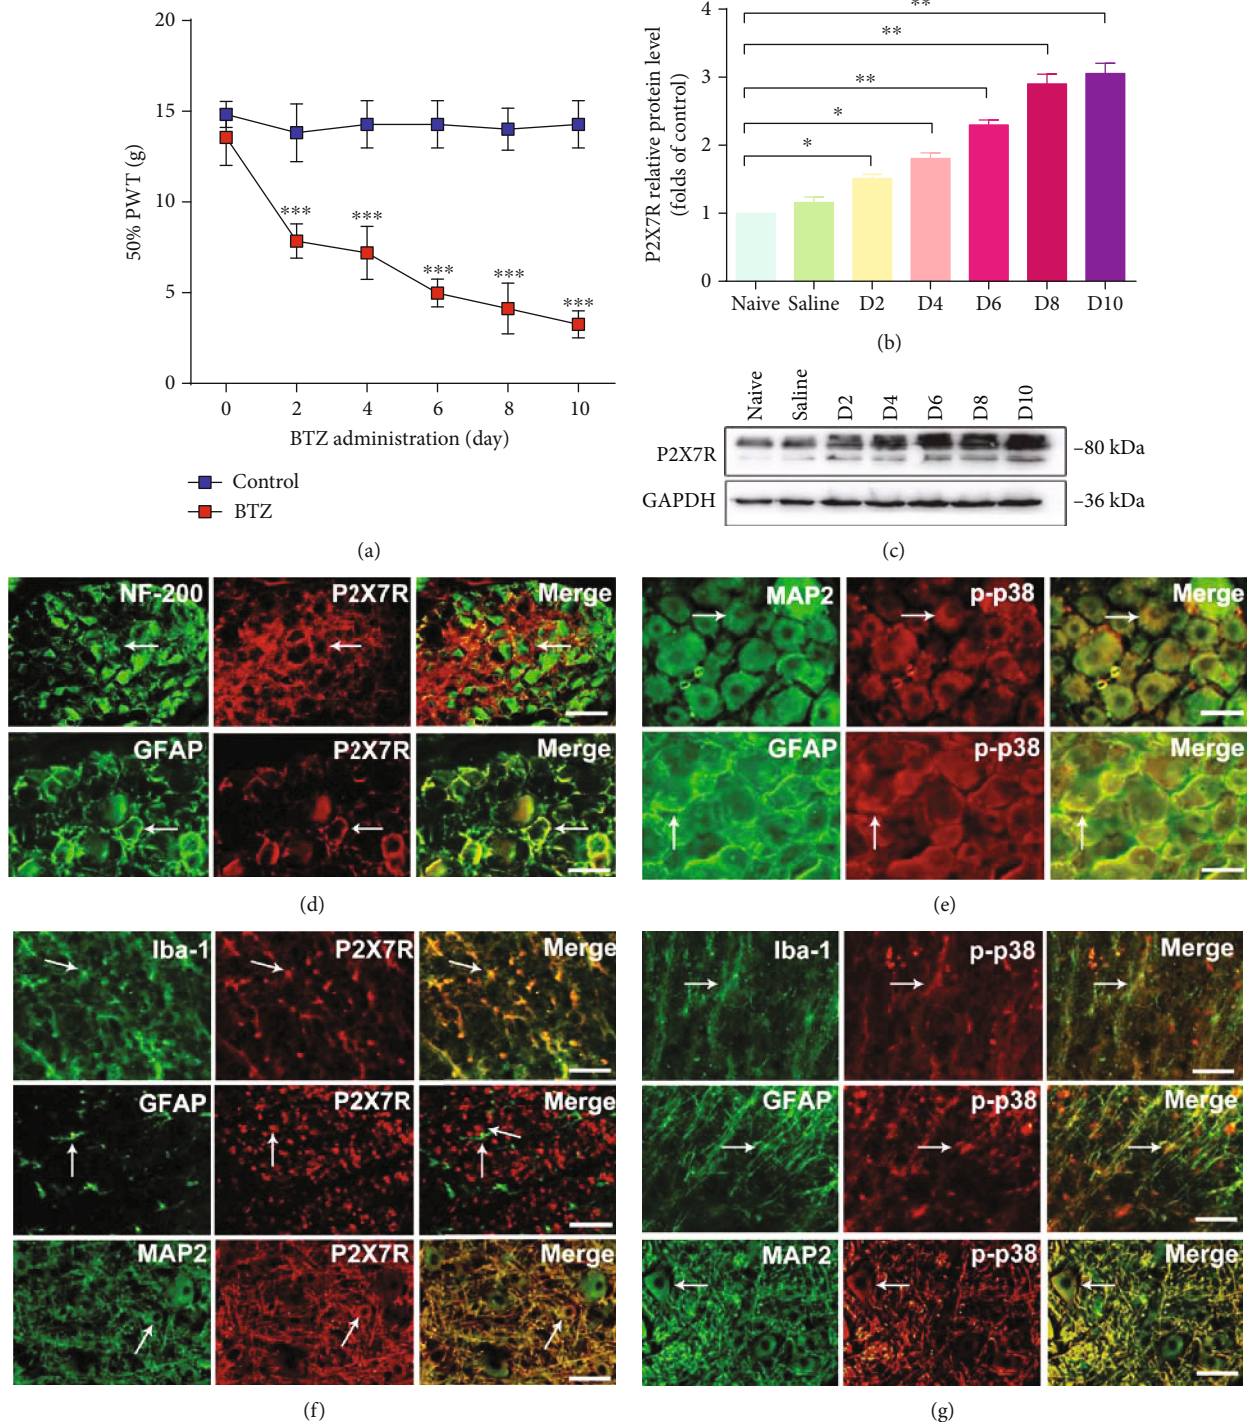 20
15
10
5
0
50% PWT (g)
***
***
***
***
***
0 2 4 6 8 10
BTZ administration (day)
Control
BTZ
(a)
4
3
2
1
0
P2X7R relative protein level
(folds of control)
**
**
**
*
*
Naive Saline D2 D4 D6 D8 D10
(b)
Naive Saline D2 D4 D6 D8 D10
P2X7R –80 kDa
GAPDH –36 kDa
(c)
NF-200 P2X7R Merge
GFAP P2X7R Merge
(d)
MAP2 p-p38 Merge
GFAP p-p38 Merge
(e)
Iba-1 P2X7R Merge
GFAP P2X7R Merge
MAP2 P2X7R Merge
(f)
Iba-1 p-p38 Merge
GFAP p-p38 Merge
MAP2 p-p38 Merge
(g)